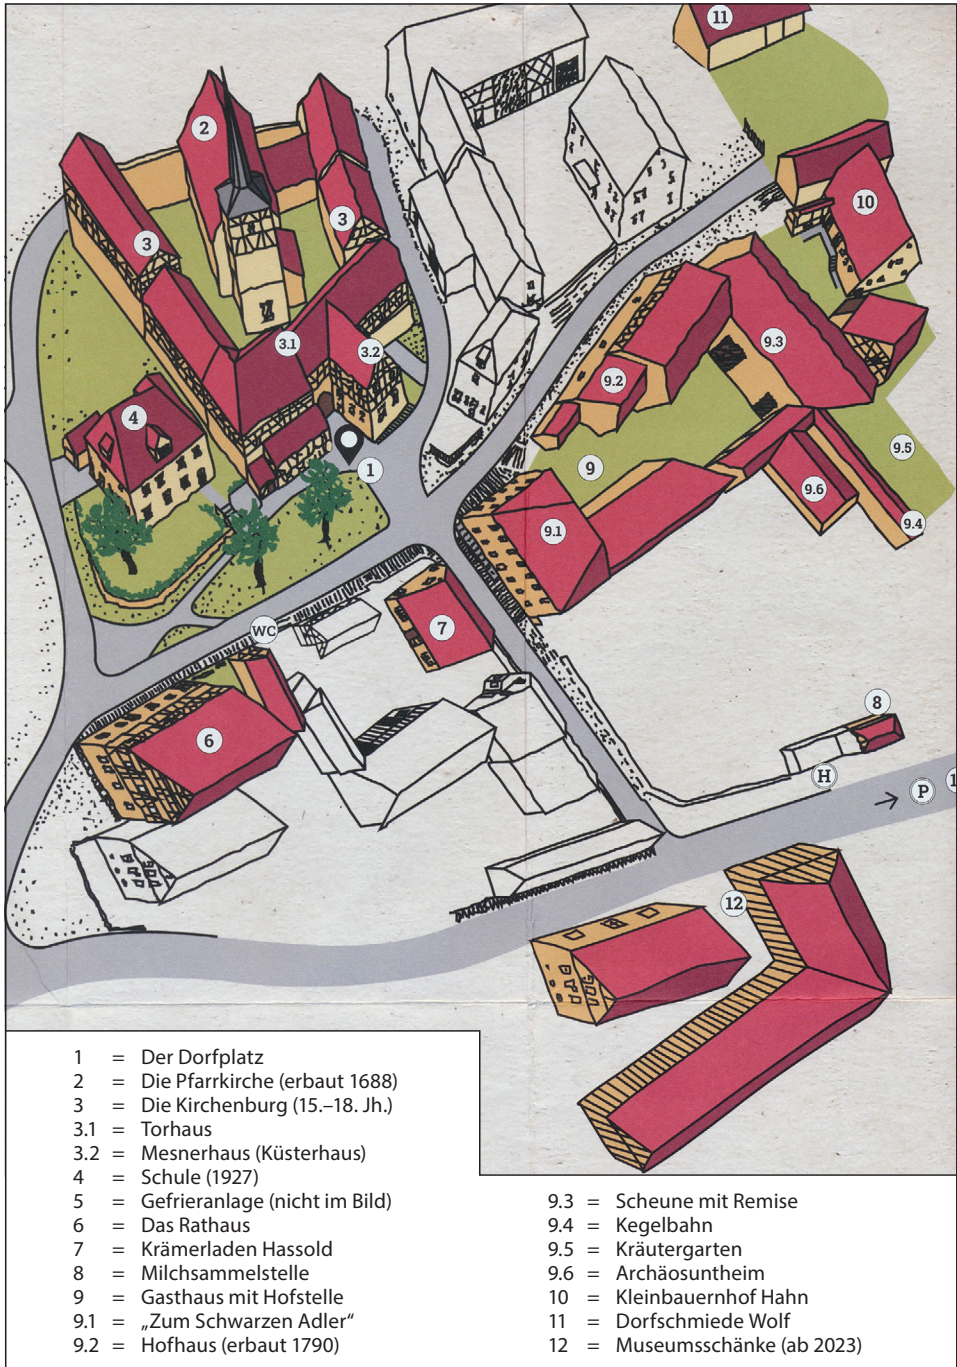 11
2
3
3
10
3.1
3.2
9.3
9.2
4
1
9
9.5
9.6
9.4
9.1
7
WC
6
8
H
P
1
12
1 = Der Dorfplatz
2 = Die Pfarrkirche (erbaut 1688)
3 = Die Kirchenburg (15.–18. Jh.)
3.1 = Torhaus
3.2 = Mesnerhaus (Küsterhaus)
4 = Schule (1927)
5 = Gefrieranlage (nicht im Bild)
6 = Das Rathaus
7 = Krämerladen Hassold
8 = Milchsammelstelle
9 = Gasthaus mit Hofstelle
9.1 = „Zum Schwarzen Adler“
9.2 = Hofhaus (erbaut 1790)
9.3 = Scheune mit Remise
9.4 = Kegelbahn
9.5 = Kräutergarten
9.6 = Archäosuntheim
10 = Kleinbauernhof Hahn
11 = Dorfschmiede Wolf
12 = Museumsschänke (ab 2023)